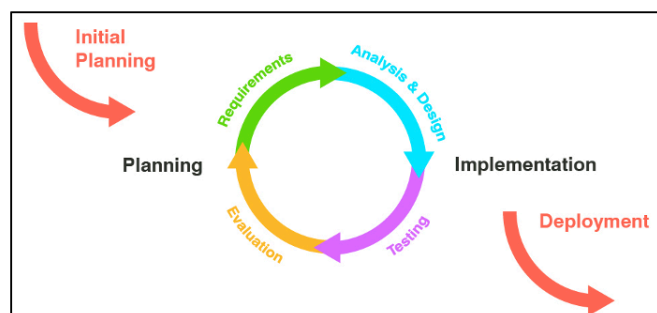 Initial
Planning
Requirements
Analysis & Design
Planning
Implementation
Evaluation
Testing
Deployment